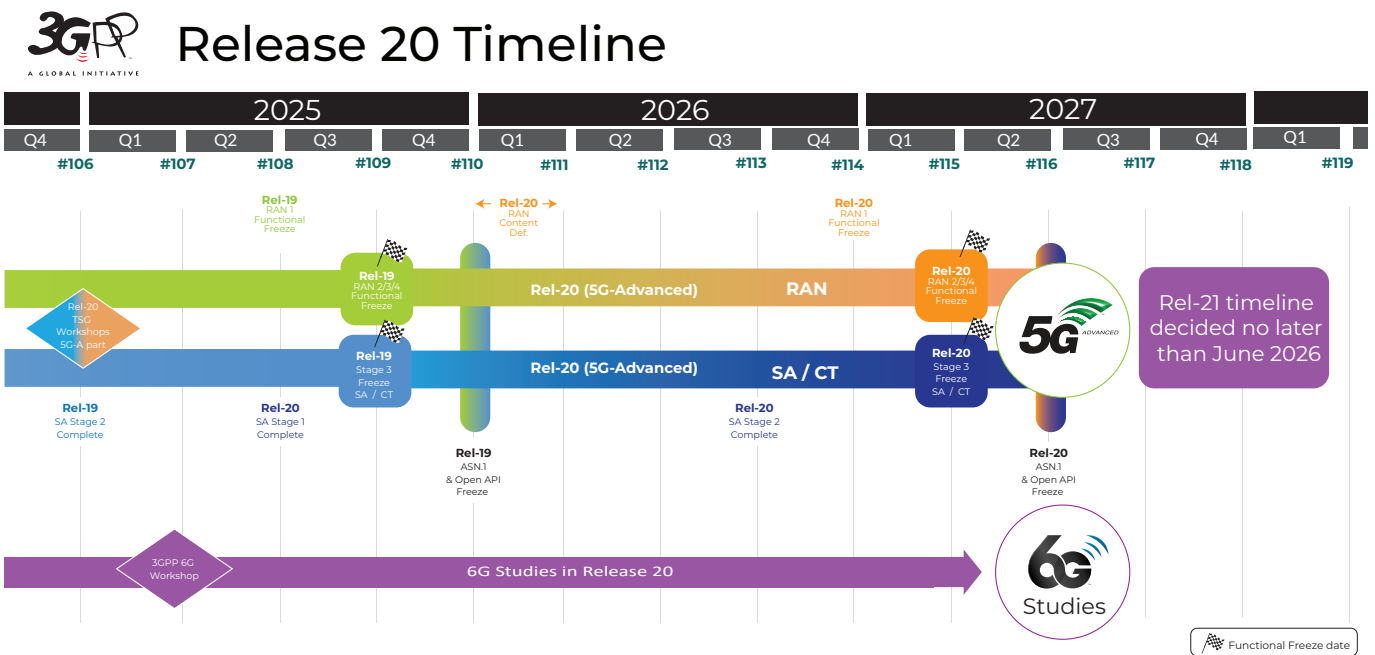 3GPP
A GLOBAL INITIATIVE
Release 20 Timeline
2025
2026
2027
Q4
Q1
Q2
Q3
Q4
Q1
Q2
Q3
Q4
Q1
Q2
Q3
Q4
Q1
#106
#107
#108
#109
#110
#111
#112
#113
#114
#115
#116
#117
#118
#119
Rel-19
RAN 1
Functional
Freeze
Rel-20
RAN
Content
Def.
Rel-20
RAN 1
Functional
Freeze
Rel-19
RAN 2/3/4
Functional
Freeze
Rel-20 (5G-Advanced)
RAN
Rel-20
RAN 2/3/4
Functional
Freeze
Rel-20
TSG
Workshops
5G-A part
5G
ADVANCED
Rel-21 timeline
decided no later
than June 2026
Rel-19
Stage 3
Freeze
SA / CT
Rel-20 (5G-Advanced)
SA / CT
Rel-20
Stage 3
Freeze
SA / CT
Rel-19
SA Stage 2
Complete
Rel-20
SA Stage 1
Complete
Rel-20
SA Stage 2
Complete
Rel-19
ASN.1
& Open API
Freeze
Rel-20
ASN.1
& Open API
Freeze
3GPP 6G
Workshop
6G Studies in Release 20
6G
Studies
Functional Freeze date